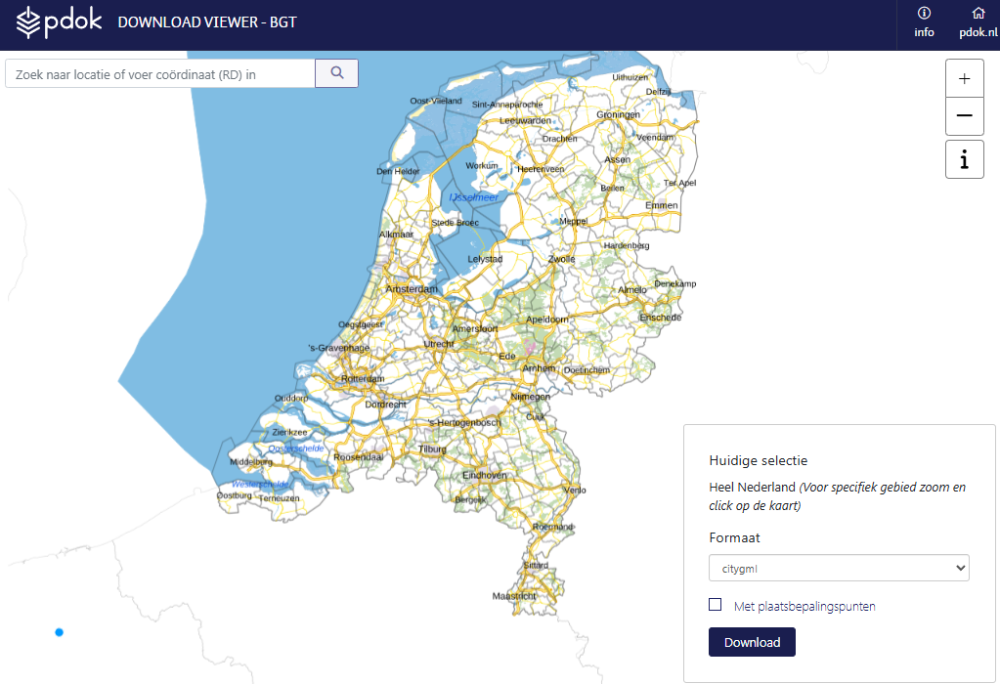 pdok DOWNLOAD VIEWER - BGT
info
pdok.nl
Zoek naar locatie of voer coördinaat (RD) in
+
−
i
Uithuizen
Delfzijl
Oost-Vlieland
Sint-Annaparochie
Leeuwarden
Groningen
Drachten
Veendam
Assen
Den Helder
Workum
Heerenveen
Beilen
Ter Apel
IJsselmeer
Emmen
Stede Broec
Meppel
Alkmaar
Hardenberg
Lelystad
Zwolle
Amsterdam
Almelo
Denekamp
Oegstgeest
Amersfoort
Apeldoorn
Enschede
's-Gravenhage
Utrecht
Ede
Arnhem
Doetinchem
Rotterdam
Ouddorp
Dordrecht
Nijmegen
Zierikzee
's-Hertogenbosch
Cuijk
Oosterschelde
Roosendaal
Tilburg
Middelburg
Westerschelde
Eindhoven
Oostburg
Terneuzen
Bergeijk
Venlo
Roermond
Sittard
Maastricht
Huidige selectie
Heel Nederland (Voor specifiek gebied zoom en
click op de kaart)
Formaat
citygml
Met plaatsbepalingspunten
Download